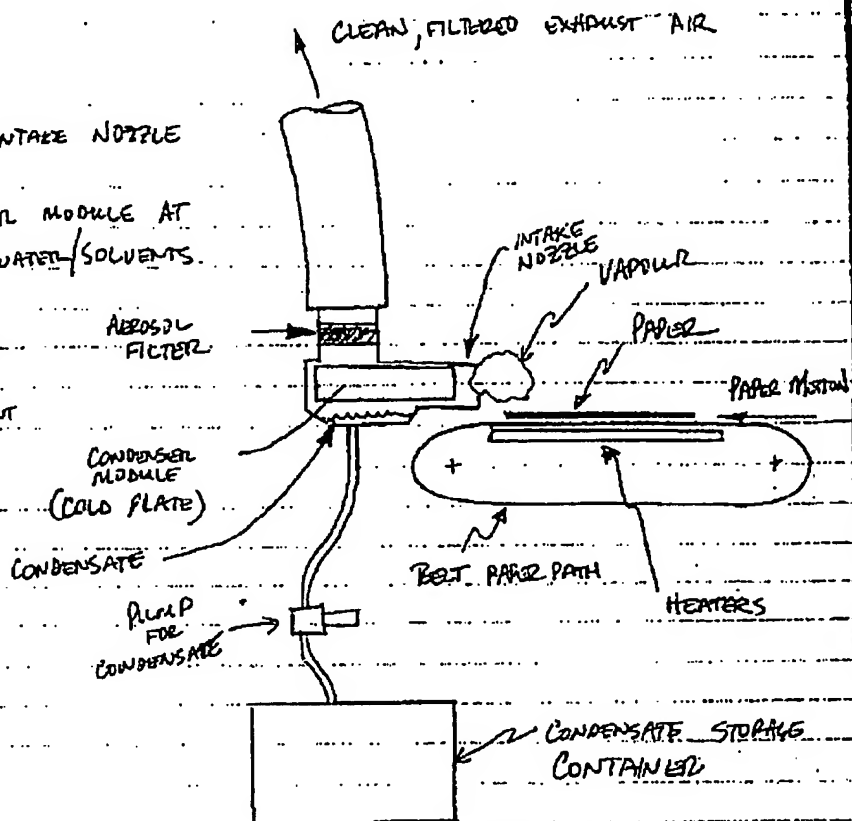 CLEAN, FILTERED EXHAUST AIR
INTAKE NOZZLE
MODULE AT
WATER/SOLVENTS.
INTAKE
NOZZLE
VAPOUR
AEROSOL
FILTER
PAPER
PAPER MOTION
CONDENSER
MODULE
(COLD PLATE)
CONDENSATE
BELT PAPER PATH
HEATERS
PUMP
FOR
CONDENSATE
CONDENSATE STORAGE
CONTAINER